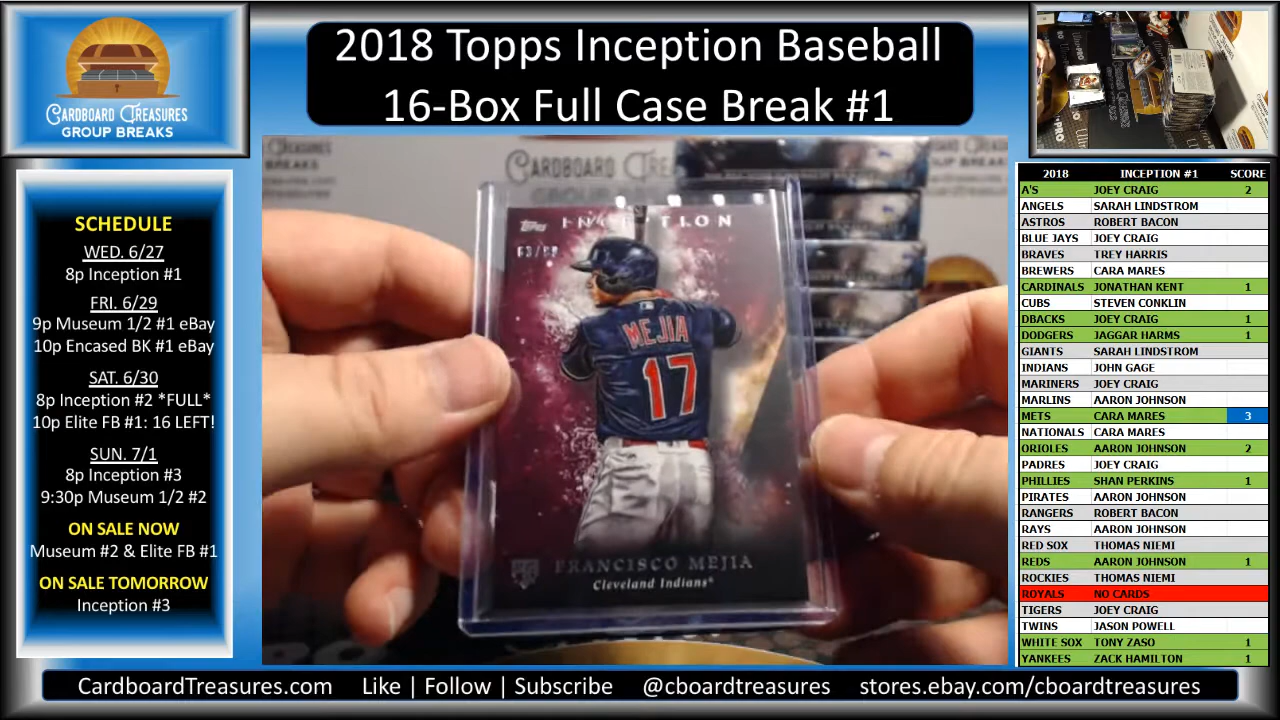 CARDBOARD TREASURES
GROUP BREAKS
2018 Topps Inception Baseball
16-Box Full Case Break #1
SCHEDULE
WED. 6/27
8p Inception #1
FRI. 6/29
9p Museum 1/2 #1 eBay
10p Encased BK #1 eBay
SAT. 6/30
8p Inception #2 *FULL*
10p Elite FB #1: 16 LEFT!
SUN. 7/1
8p Inception #3
9:30p Museum 1/2 #2
ON SALE NOW
Museum #2 & Elite FB #1
ON SALE TOMORROW
Inception #3
CARDBOARD TREA
Topps INCEPTION
MEJIA
17
FRANCISCO MEJIA
Cleveland Indians
2018 INCEPTION #1 SCORE
A'S JOEY CRAIG 2
ANGELS SARAH LINDSTROM
ASTROS ROBERT BACON
BLUE JAYS JOEY CRAIG
BRAVES TREY HARRIS
BREWERS CARA MARES
CARDINALS JONATHAN KENT 1
CUBS STEVEN CONKLIN
DBACKS JOEY CRAIG 1
DODGERS JAGGAR HARMS 1
GIANTS SARAH LINDSTROM
INDIANS JOHN GAGE
MARINERS JOEY CRAIG
MARLINS AARON JOHNSON
METS CARA MARES 3
NATIONALS CARA MARES
ORIOLES AARON JOHNSON 2
PADRES JOEY CRAIG
PHILLIES SHAN PERKINS 1
PIRATES AARON JOHNSON
RANGERS ROBERT BACON
RAYS AARON JOHNSON
RED SOX THOMAS NIEMI
REDS AARON JOHNSON 1
ROCKIES THOMAS NIEMI
ROYALS NO CARDS
TIGERS JOEY CRAIG
TWINS JASON POWELL
WHITE SOX TONY ZASO 1
YANKEES ZACK HAMILTON 1
CardboardTreasures.com Like | Follow | Subscribe @cboardtreasures stores.ebay.com/cboardtreasures